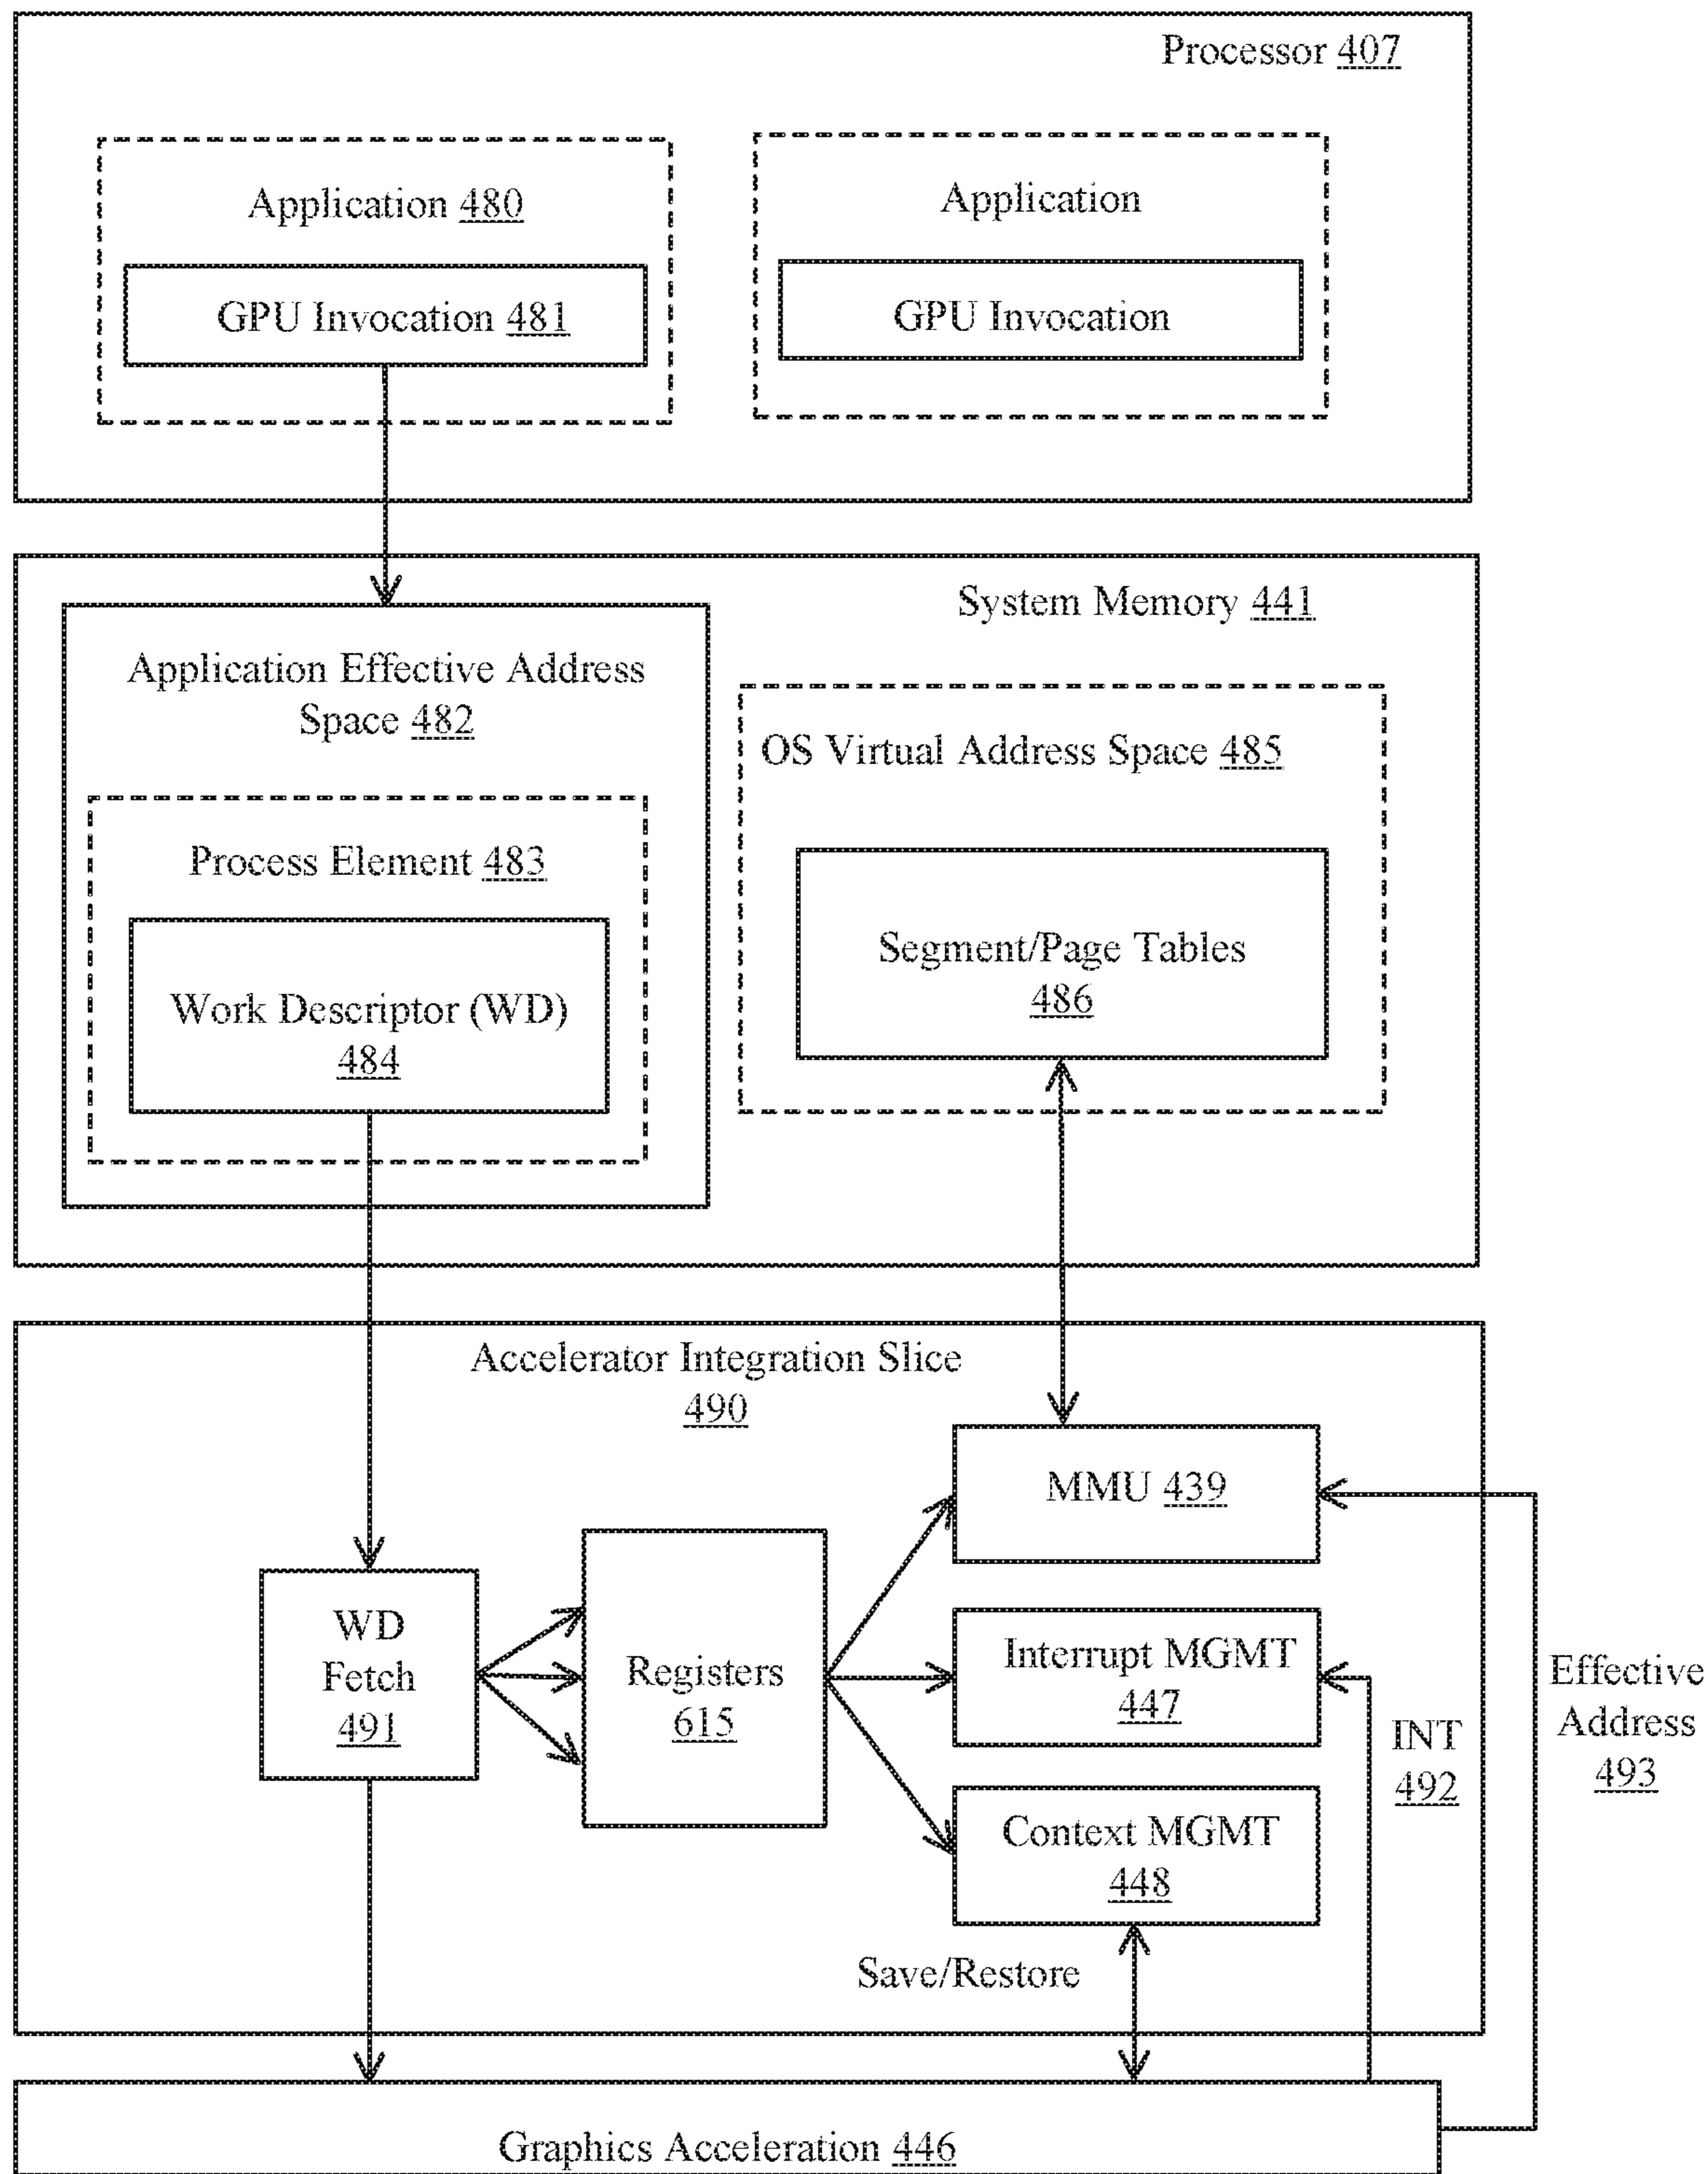 Processor 407
Application 480
GPU Invocation 481
Application
GPU Invocation
System Memory 441
Application Effective Address
Space 482
Process Element 483
Work Descriptor (WD)
484
OS Virtual Address Space 485
Segment/Page Tables
486
Accelerator Integration Slice
490
WD
Fetch
491
Registers
615
MMU 439
Interrupt MGMT
447
Context MGMT
448
Save/Restore
INT
492
Effective
Address
493
Graphics Acceleration 446